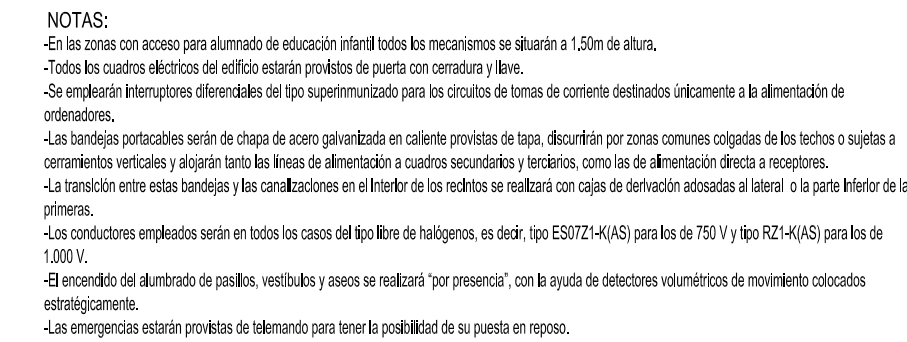 NOTAS:
-En las zonas con acceso para alumnado de educación infantil todos los mecanismos se situarán a 1,50m de altura.
-Todos los cuadros eléctricos del edificio estarán provistos de puerta con cerradura y llave.
-Se emplearán interruptores diferenciales del tipo superinmunizado para los circuitos de tomas de corriente destinados únicamente a la alimentación de
ordenadores.
-Las bandejas portacables serán de chapa de acero galvanizada en caliente provistas de tapa, discurrirán por zonas comunes colgadas de los techos o sujetas a
cerramientos verticales y alojarán tanto las líneas de alimentación a cuadros secundarios y terciarios, como las de alimentación directa a receptores.
-La transición entre estas bandejas y las canalizaciones en el interior de los recintos se realizará con cajas de derivación adosadas al lateral o la parte inferior de la
primeras.
-Los conductores empleados serán en todos los casos del tipo libre de halógenos, es decir, tipo ES07Z1-K(AS) para los de 750 V y tipo RZ1-K(AS) para los de
1.000 V.
-El encendido del alumbrado de pasillos, vestíbulos y aseos se realizará “por presencia”, con la ayuda de detectores volumétricos de movimiento colocados
estratégicamente.
-Las emergencias estarán provistas de telemando para tener la posibilidad de su puesta en reposo.